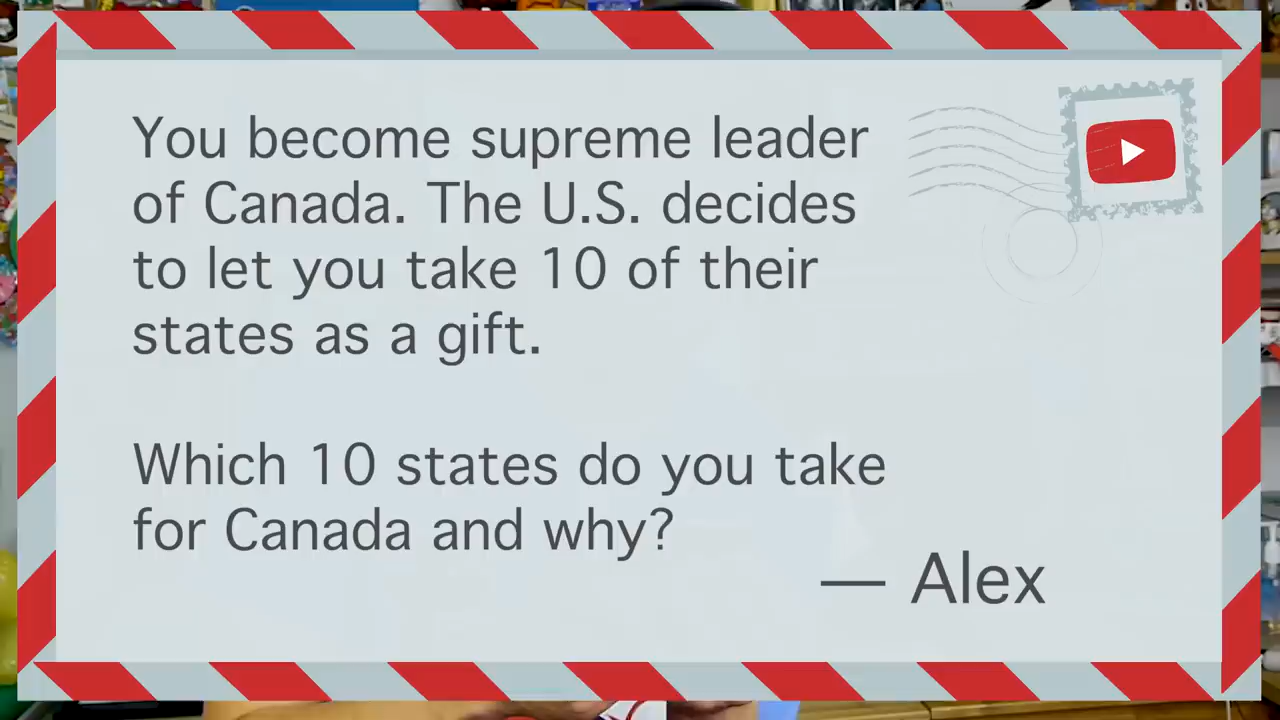 You become supreme leader
of Canada. The U.S. decides
to let you take 10 of their
states as a gift.
Which 10 states do you take
for Canada and why?
— Alex